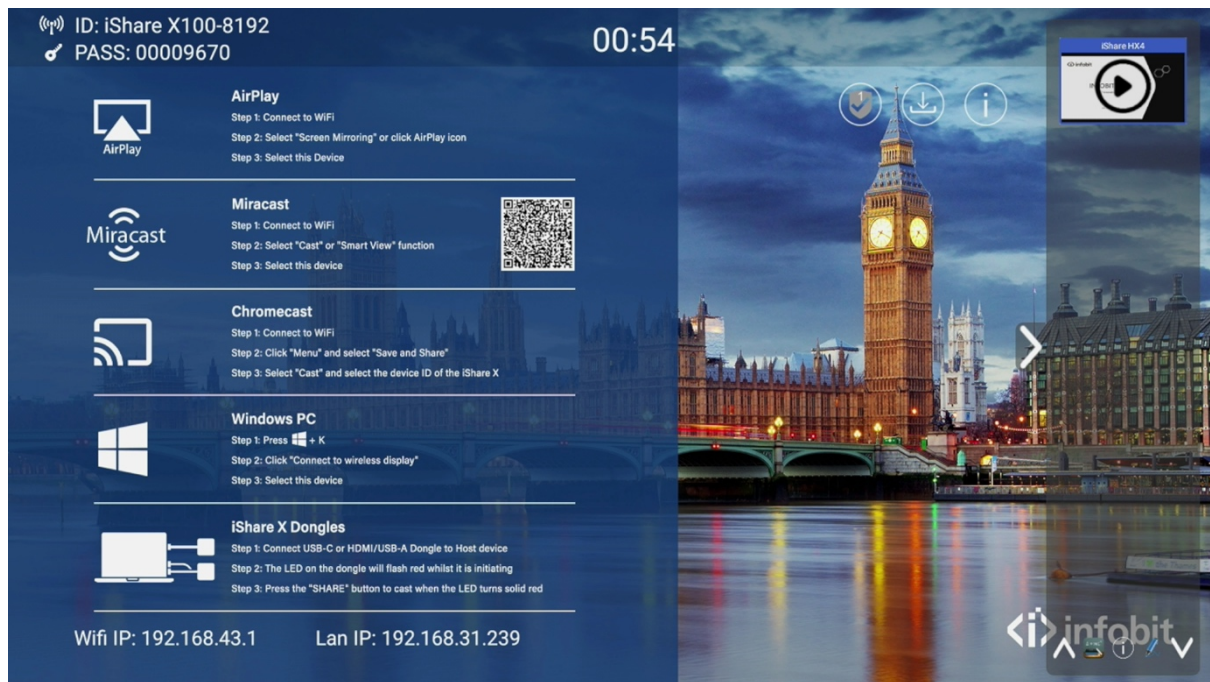 ID: iShare X100-8192
PASS: 00009670
00:54
AirPlay
AirPlay
Step 1: Connect to WiFi
Step 2: Select "Screen Mirroring" or click AirPlay icon
Step 3: Select this Device
Miracast
Miracast
Step 1: Connect to WiFi
Step 2: Select "Cast" or "Smart View" function
Step 3: Select this device
Chromecast
Step 1: Connect to WiFi
Step 2: Click "Menu" and select "Save and Share"
Step 3: Select "Cast" and select the device ID of the iShare X
Windows PC
Step 1: Press + K
Step 2: Click "Connect to wireless display"
Step 3: Select this device
iShare X Dongles
Step 1: Connect USB-C or HDMI/USB-A Dongle to Host device
Step 2: The LED on the dongle will flash red whilst it is initiating
Step 3: Press the "SHARE" button to cast when the LED turns solid red
Wifi IP: 192.168.43.1
Lan IP: 192.168.31.239
1
i
iShare HX4
infobit
infobit
i